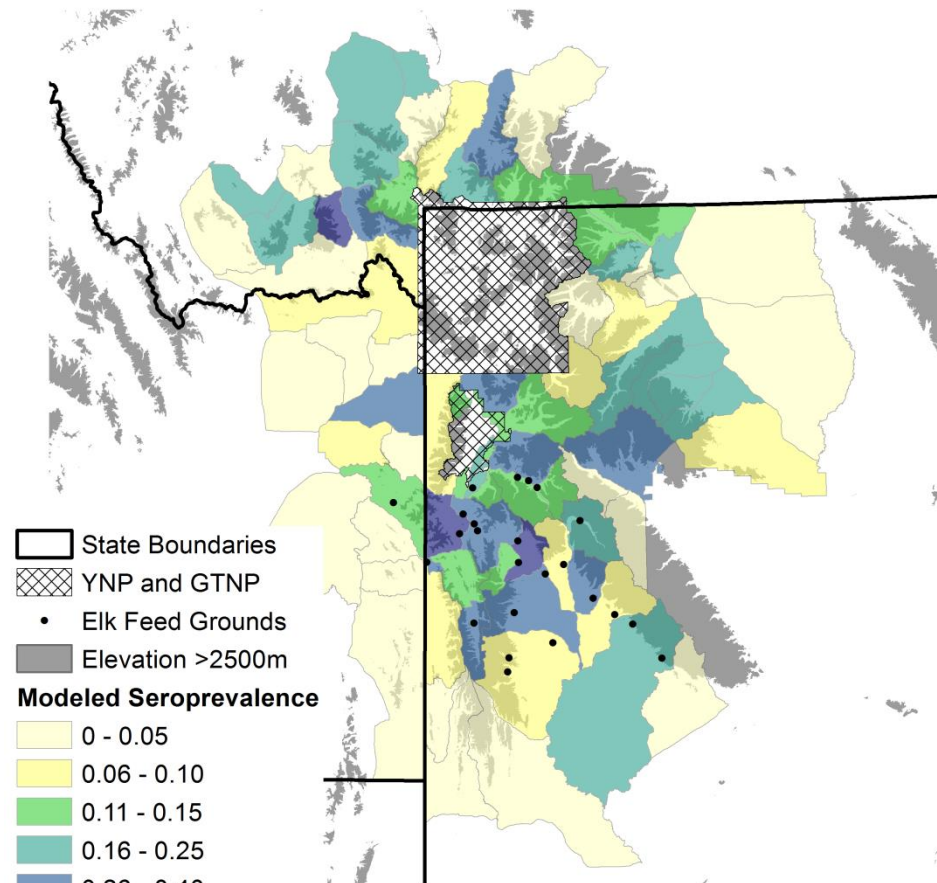 State Boundaries
YNP and GTNP
Elk Feed Grounds
Elevation >2500m
Modeled Seroprevalence
0 - 0.05
0.06 - 0.10
0.11 - 0.15
0.16 - 0.25